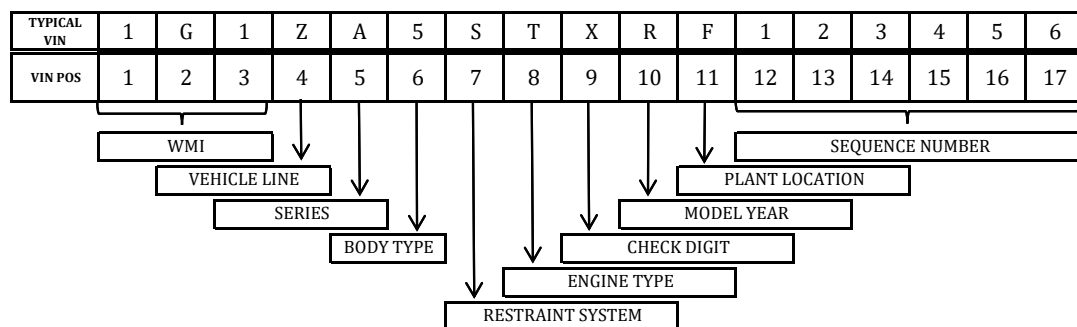 TYPICAL VIN 1 G 1 Z A 5 S T X R F 1 2 3 4 5 6
VIN POS 1 2 3 4 5 6 7 8 9 10 11 12 13 14 15 16 17
WMI SEQUENCE NUMBER
VEHICLE LINE PLANT LOCATION
SERIES MODEL YEAR
BODY TYPE CHECK DIGIT
ENGINE TYPE
RESTRAINT SYSTEM